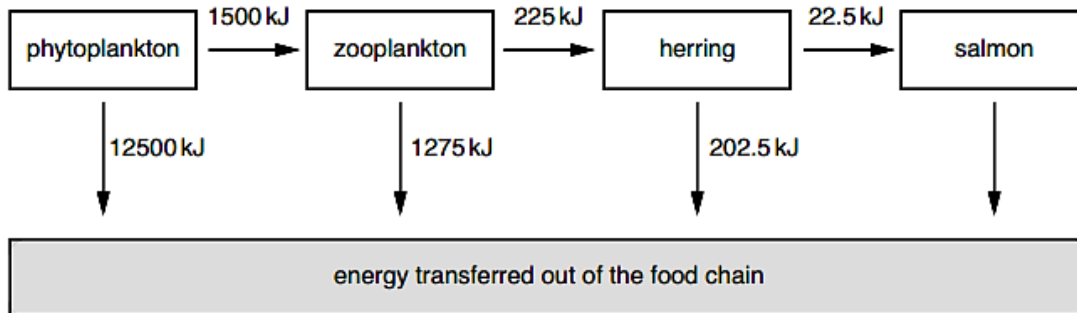 1500 kJ
225 kJ
22.5 kJ
phytoplankton
zooplankton
herring
salmon
12500 kJ
1275 kJ
202.5 kJ
energy transferred out of the food chain